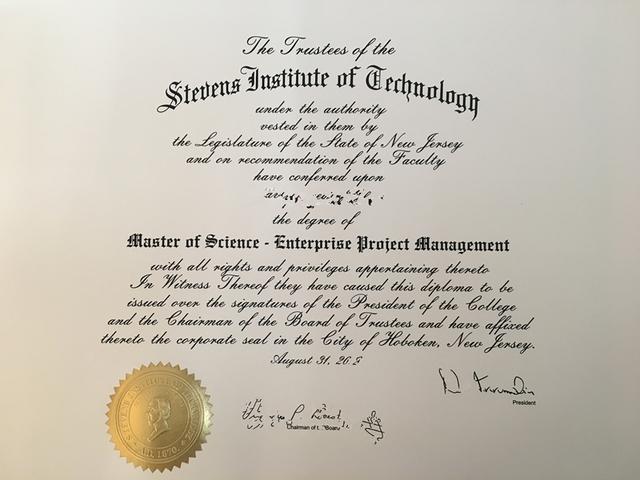 The Trustees of the
Stevens Institute of Technology
under the authority
vested in them by
the Legislature of the State of New Jersey
and on recommendation of the Faculty
have conferred upon
the degree of
Master of Science - Enterprise Project Management
with all rights and privileges appertaining thereto
In Witness Thereof they have caused this diploma to be
issued over the signatures of the President of the College
and the Chairman of the Board of Trustees and have affixed
thereto the corporate seal in the City of Hoboken, New Jersey.
August 31,
President
Chairman of
1870